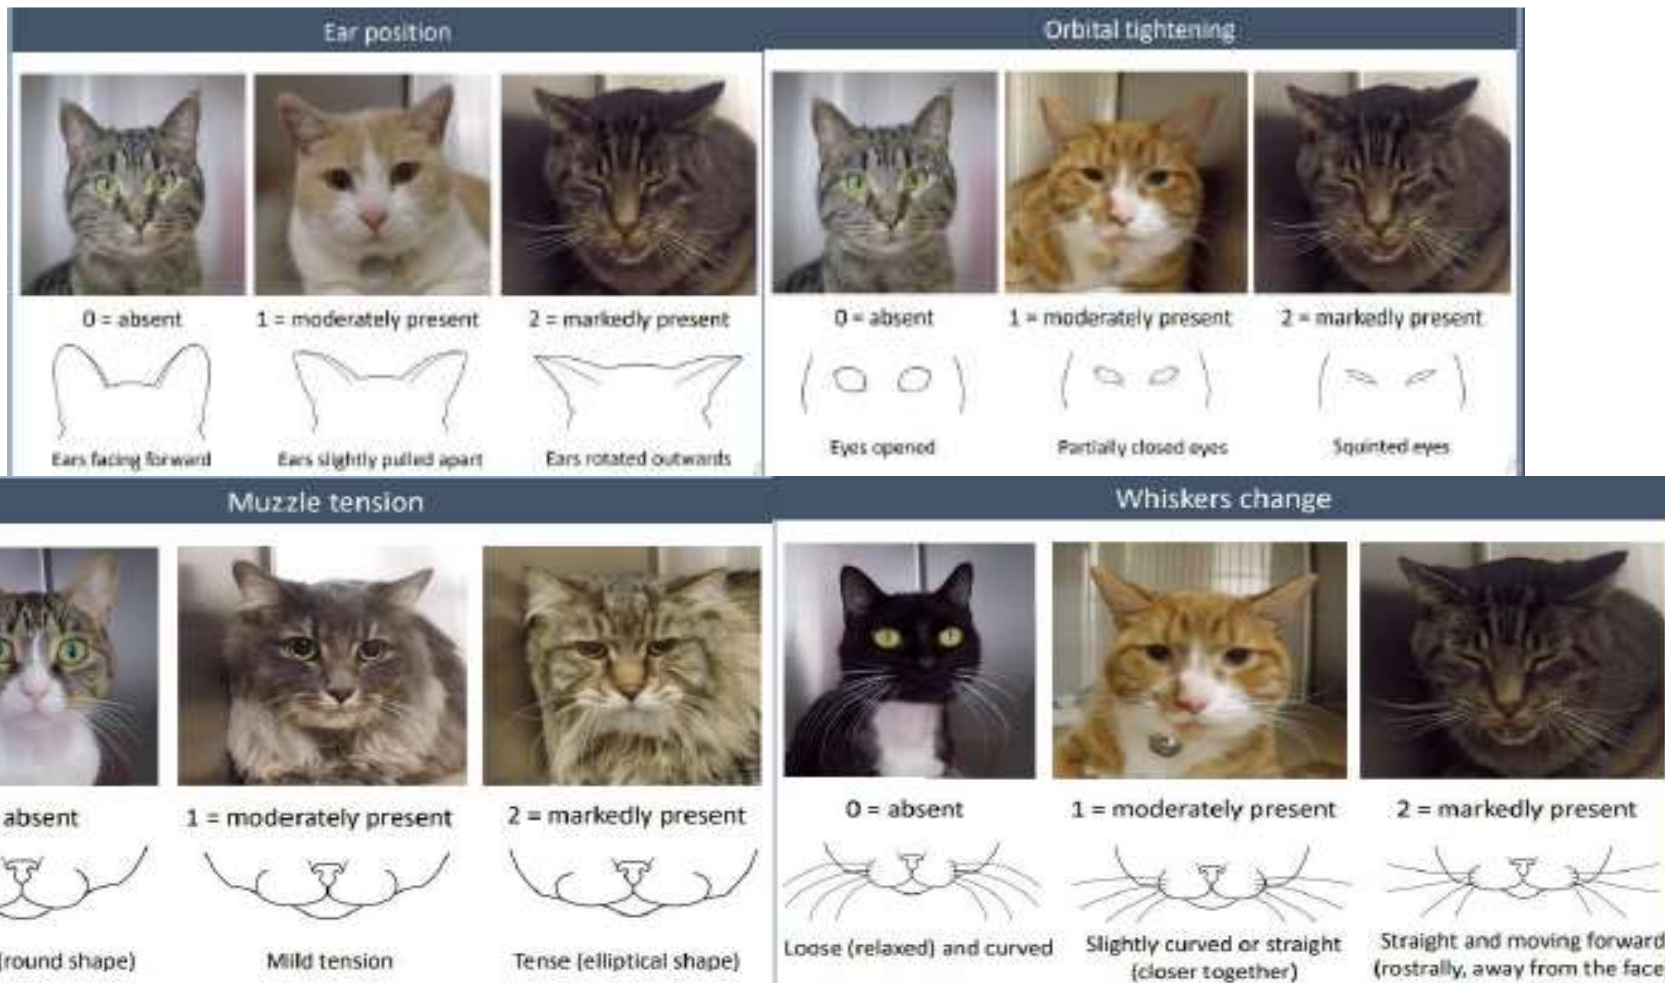 Ear position
0 = absent
1 = moderately present
2 = markedly present
Ears facing forward
Ears slightly pulled apart
Ears rotated outwards
Orbital tightening
0 = absent
1 = moderately present
2 = markedly present
Eyes opened
Partially closed eyes
Squinted eyes
Muzzle tension
absent
1 = moderately present
2 = markedly present
(round shape)
Mild tension
Tense (elliptical shape)
Whiskers change
0 = absent
1 = moderately present
2 = markedly present
Loose (relaxed) and curved
Slightly curved or straight
(closer together)
Straight and moving forward
(rostrally, away from the face